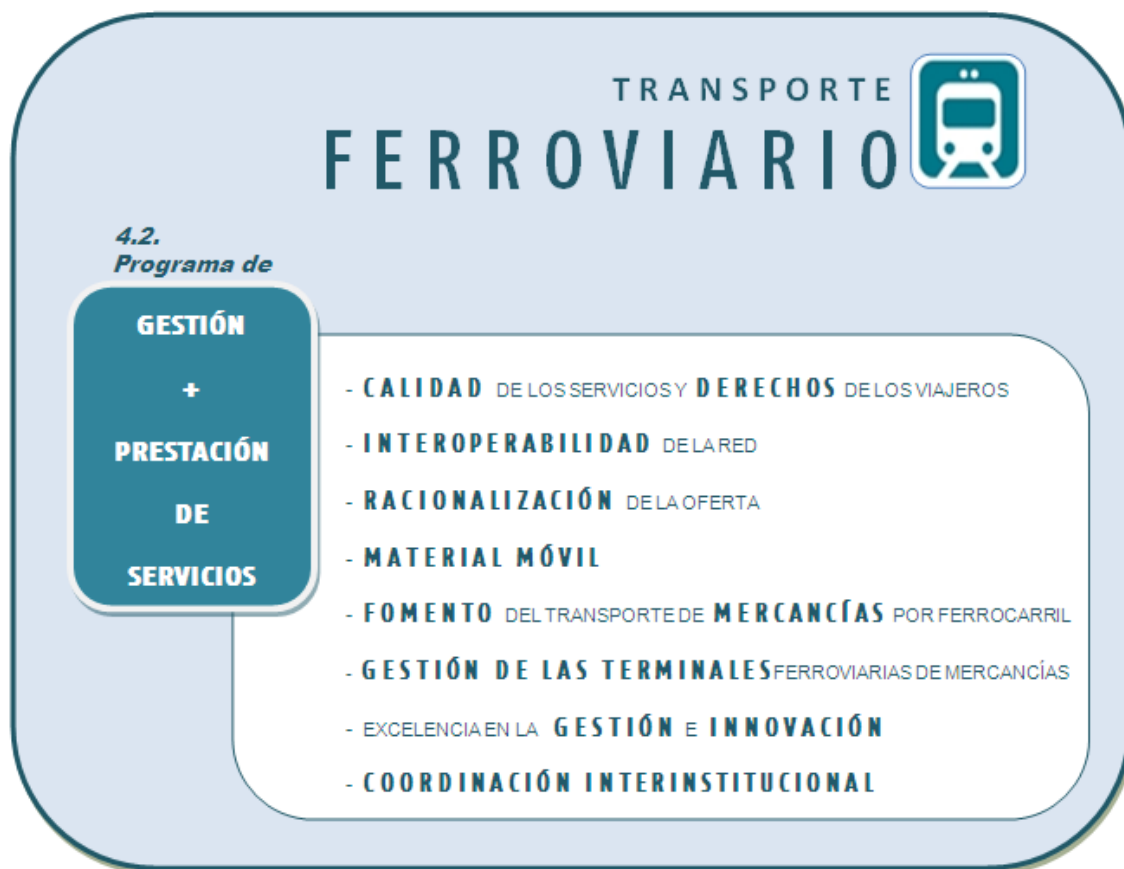 TRANSPORTE
FERROVIARIO
4.2.
Programa de
GESTIÓN
+
PRESTACIÓN
DE
SERVICIOS
- CALIDAD DE LOS SERVICIOS Y DERECHOS DE LOS VIAJEROS
- INTEROPERABILIDAD DE LA RED
- RACIONALIZACIÓN DE LA OFERTA
- MATERIAL MÓVIL
- FOMENTO DEL TRANSPORTE DE MERCANCÍAS POR FERROCARRIL
- GESTIÓN DE LAS TERMINALES FERROVIARIAS DE MERCANCÍAS
- EXCELENCIA EN LA GESTIÓN E INNOVACIÓN
- COORDINACIÓN INTERINSTITUCIONAL